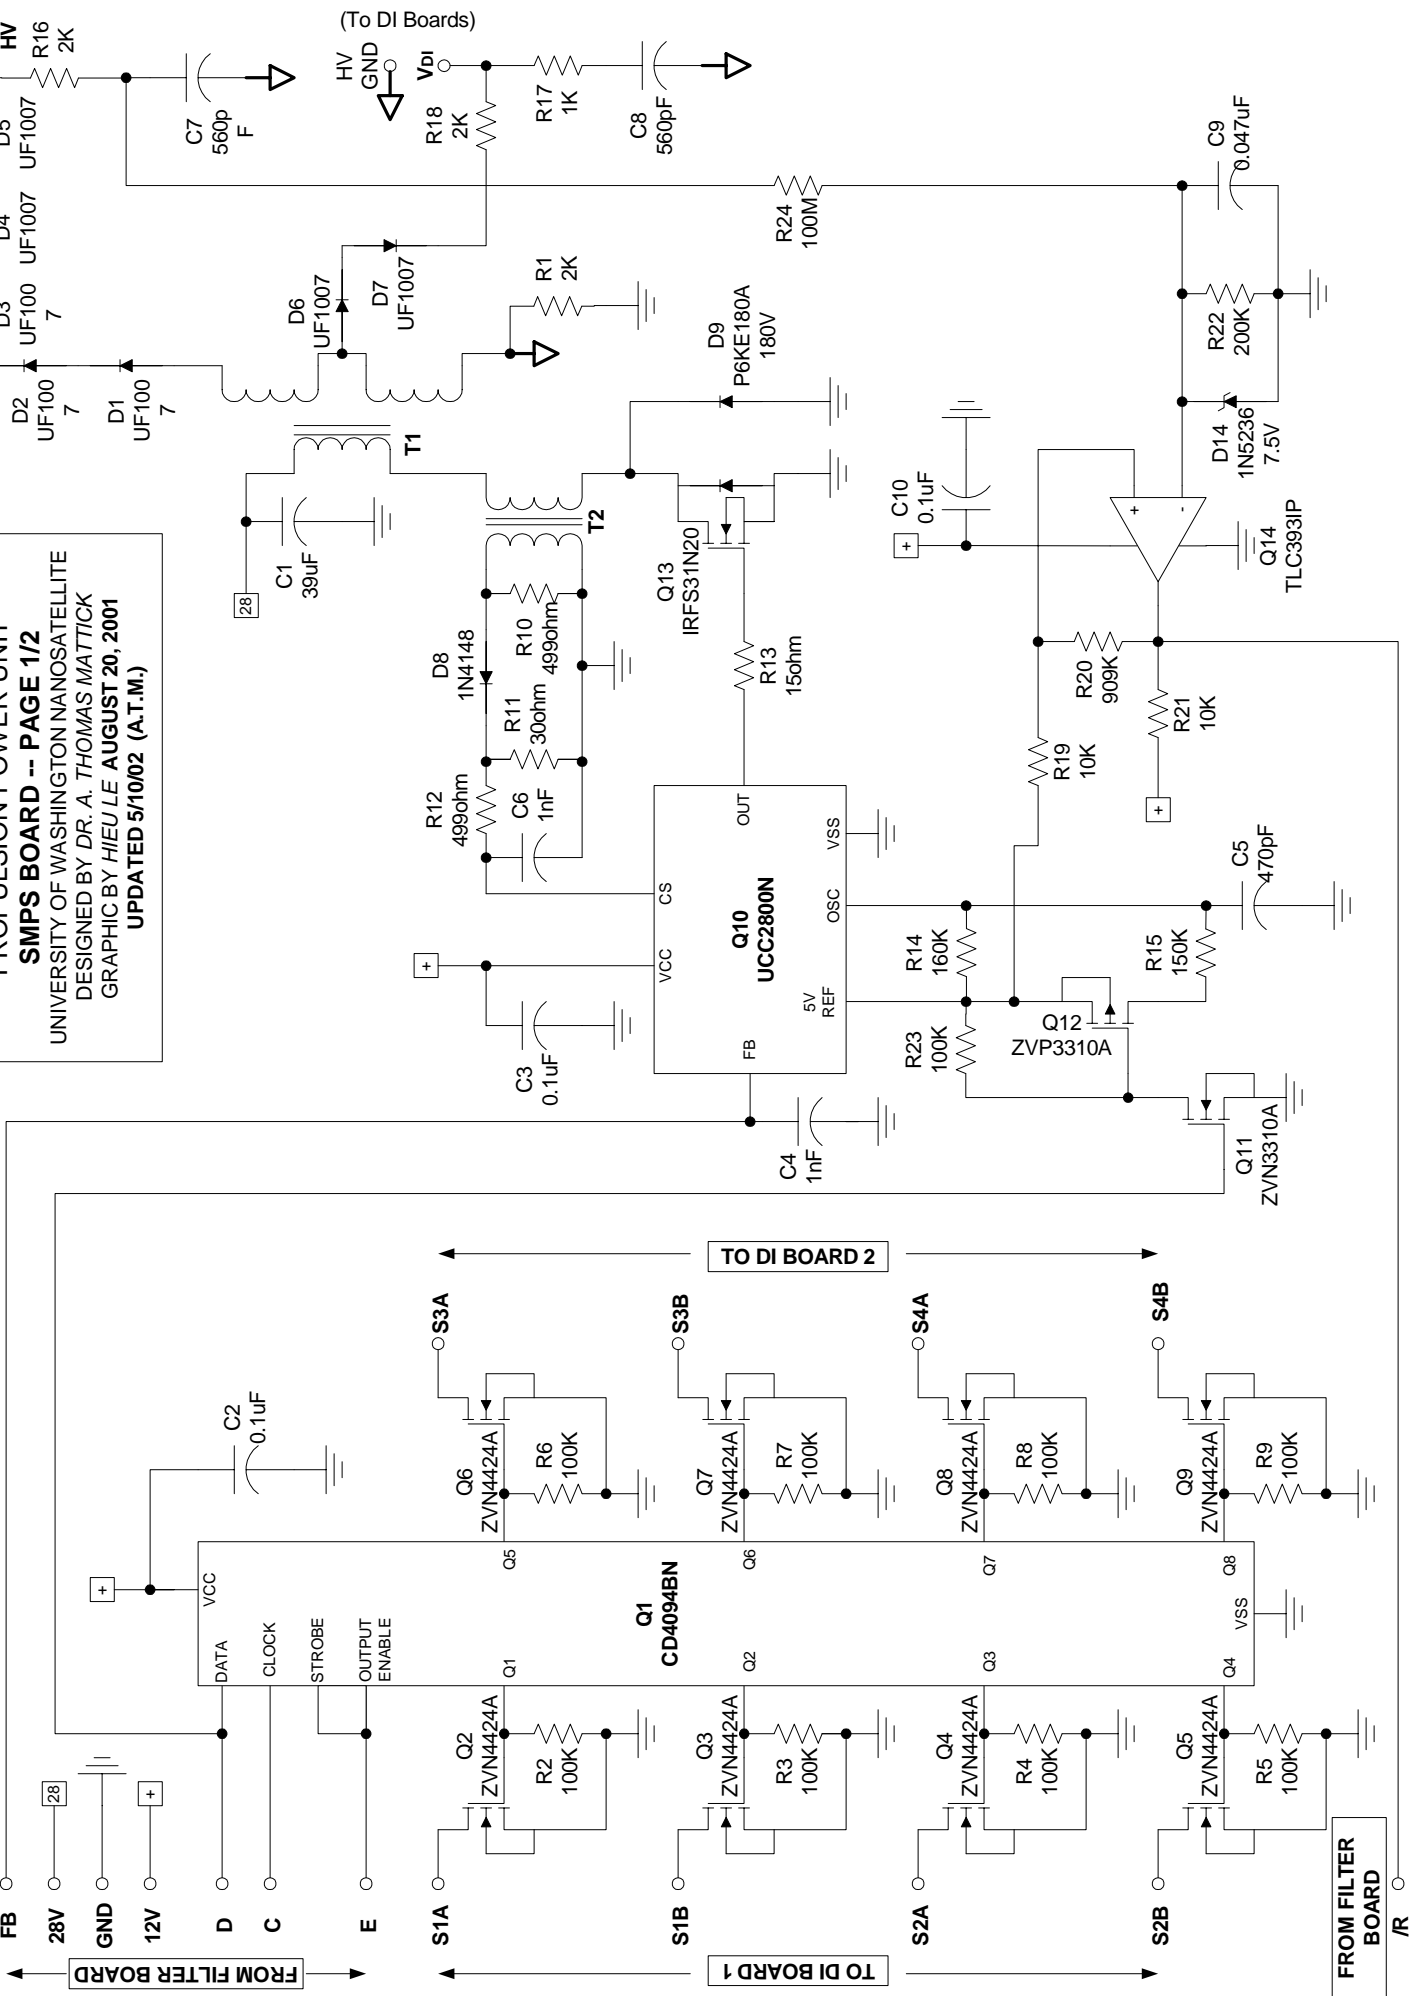 PROPULSION POWER UNIT
SMPS BOARD -- PAGE 1/2
UNIVERSITY OF WASHINGTON NANOSATELLITE
DESIGNED BY DR. A. THOMAS MATTICK
GRAPHIC BY HIEU LE AUGUST 20, 2001
UPDATED 5/10/02 (A.T.M.)
FROM FILTER BOARD
FB
28V
28
GND
12V
+
D
C
E
TO DI BOARD 1
S1A
S1B
S2A
S2B
FROM FILTER
BOARD
/R
Q1
CD4094BN
VCC
DATA
CLOCK
STROBE
OUTPUT
ENABLE
Q1
Q2
Q3
Q4
Q5
Q6
Q7
Q8
VSS
+
C2
0.1uF
Q2
ZVN4424A
R2
100K
Q3
ZVN4424A
R3
100K
Q4
ZVN4424A
R4
100K
Q5
ZVN4424A
R5
100K
Q6
ZVN4424A
R6
100K
Q7
ZVN4424A
R7
100K
Q8
ZVN4424A
R8
100K
Q9
ZVN4424A
R9
100K
TO DI BOARD 2
S3A
S3B
S4A
S4B
C3
0.1uF
+
C4
1nF
Q10
UCC2800N
VCC
CS
FB
OUT
5V
REF
OSC
VSS
R12
499ohm
C6
1nF
R11
30ohm
D8
1N4148
R10
499ohm
T2
T1
28
C1
39uF
R13
15ohm
Q13
IRFS31N20
D9
P6KE180A
180V
R23
100K
R14
160K
Q12
ZVP3310A
R15
150K
C5
470pF
Q11
ZVN3310A
R19
10K
R20
909K
R21
10K
+
Q14
TLC393IP
+
-
+
C10
0.1uF
D14
1N5236
7.5V
R22
200K
C9
0.047uF
R24
100M
D1
UF100
7
D2
UF100
7
D3
UF100
7
D4
UF1007
D5
UF1007
D6
UF1007
D7
UF1007
R1
2K
HV
R16
2K
C7
560p
F
(To DI Boards)
HV
GND
VDI
R18
2K
R17
1K
C8
560pF